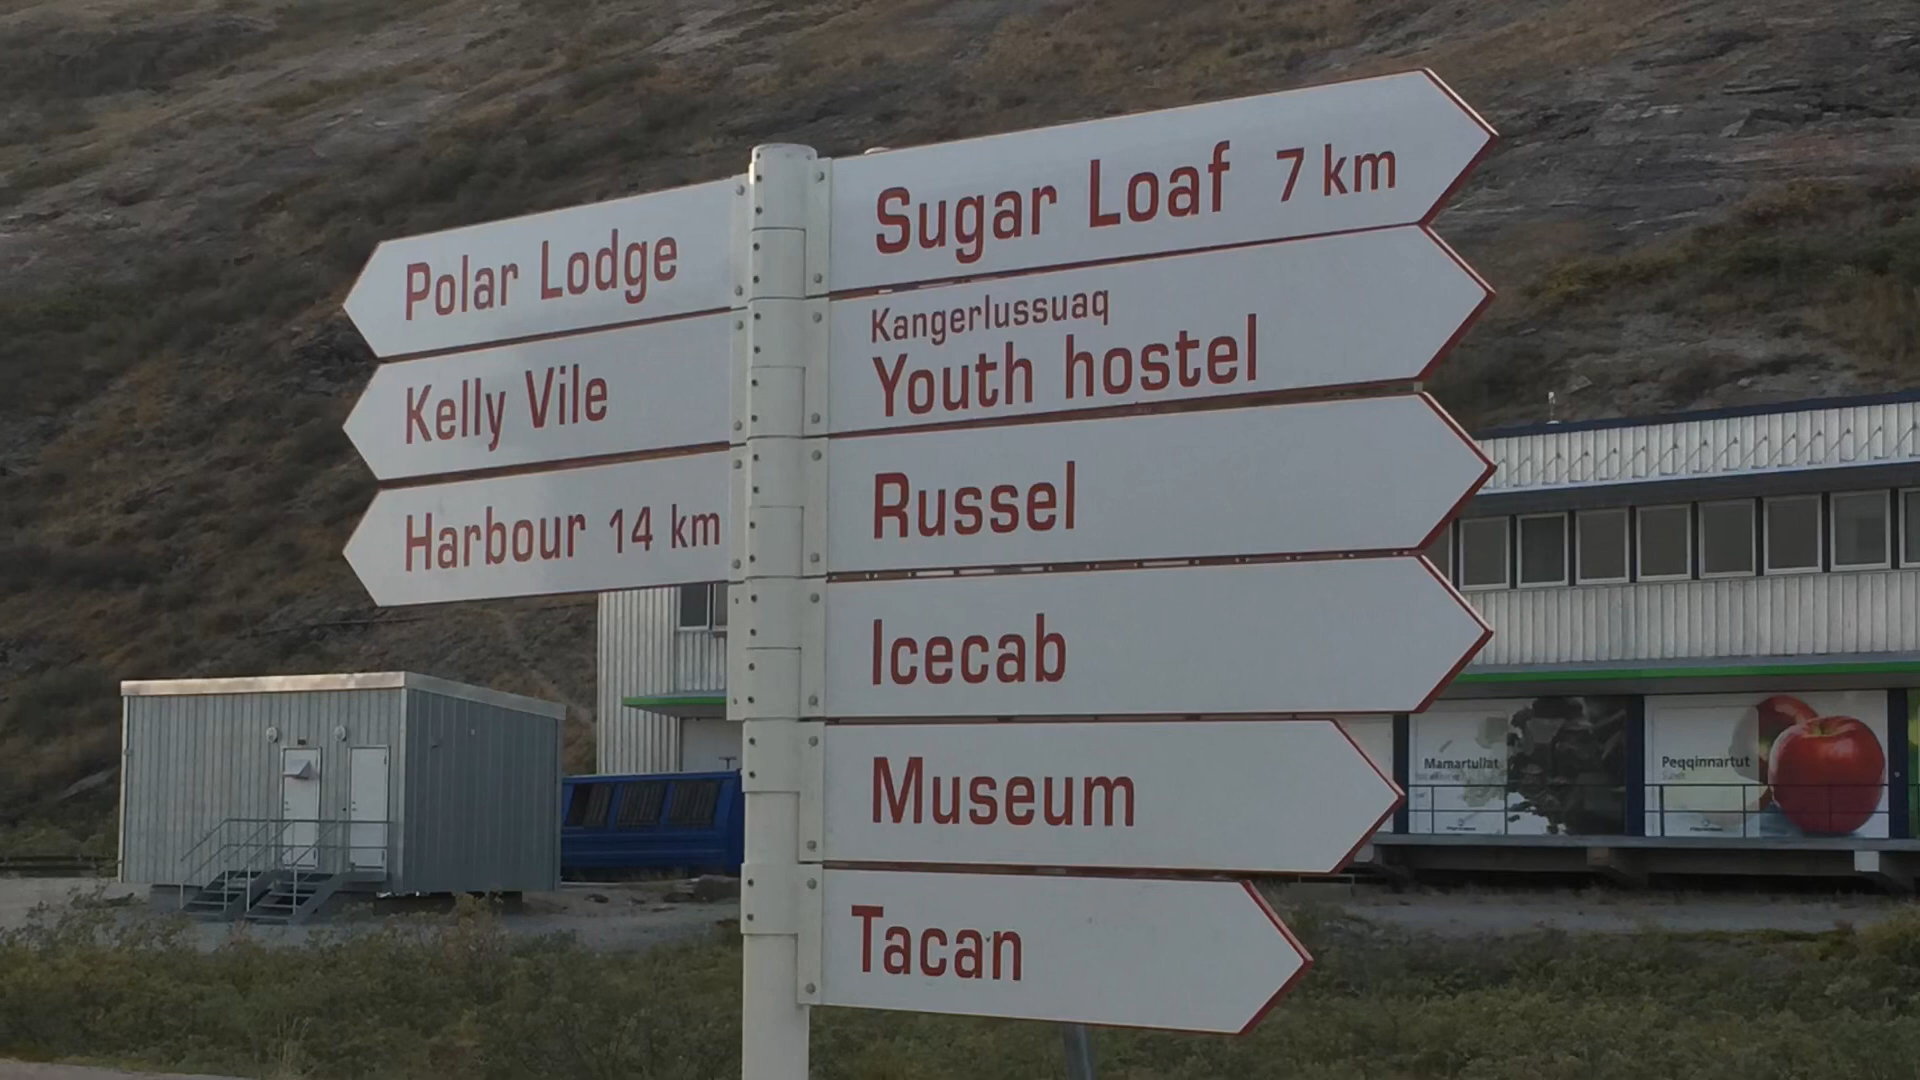 Polar Lodge
Kelly Vile
Harbour 14 km
Sugar Loaf 7 km
Kangerlussuaq
Youth hostel
Russel
Icecab
Museum
Tacan
Mamartullat
Peqqinnartut